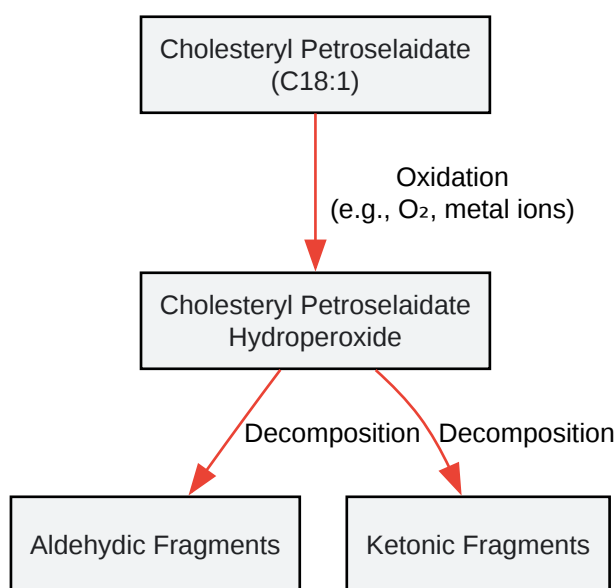 Cholesteryl Petroselaidate
(C18:1)
Oxidation
(e.g., O₂, metal ions)
Cholesteryl Petroselaidate
Hydroperoxide
Decomposition
Decomposition
Aldehydic Fragments
Ketonic Fragments